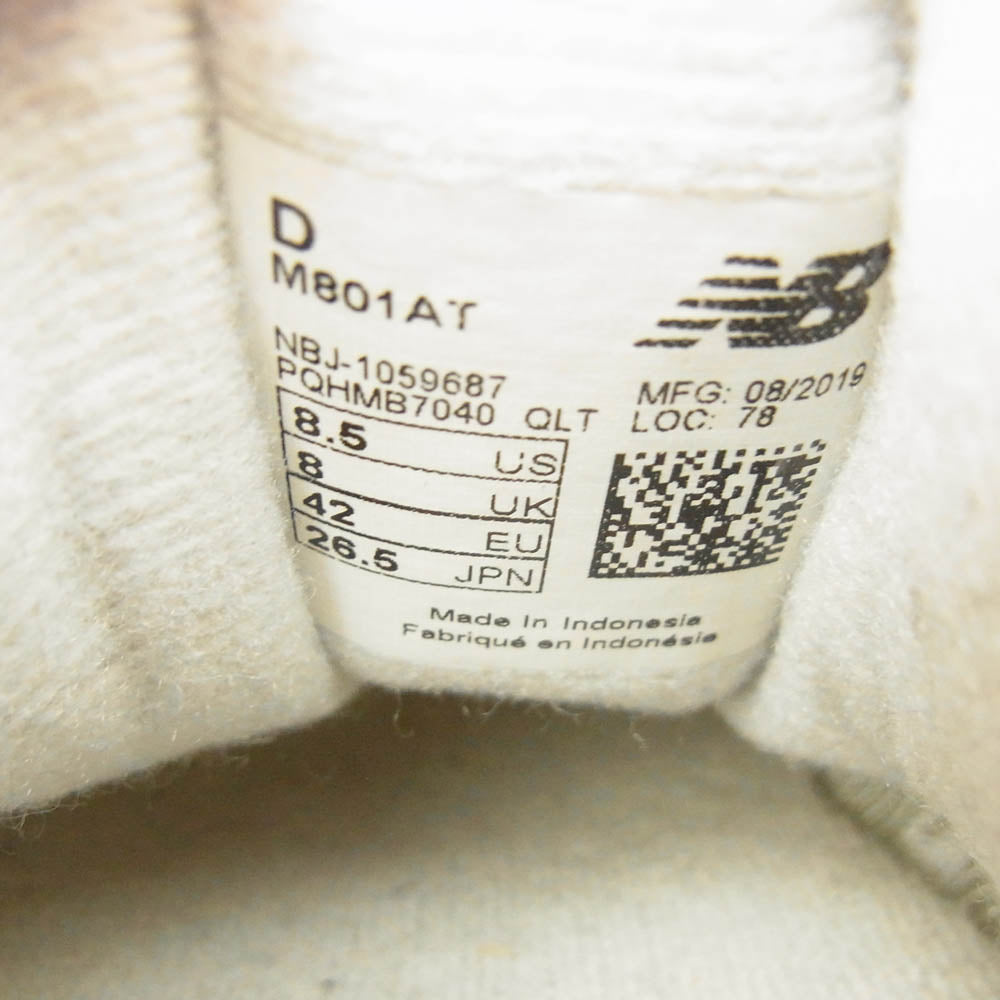 D
M801AT
NB
NBJ-1059687
PQHMB7040 QLT
MFG: 08/2019
LOC: 78
8.5 US
8 UK
42 EU
26.5 JPN
Made In Indonesia
Fabriqué en Indonésie